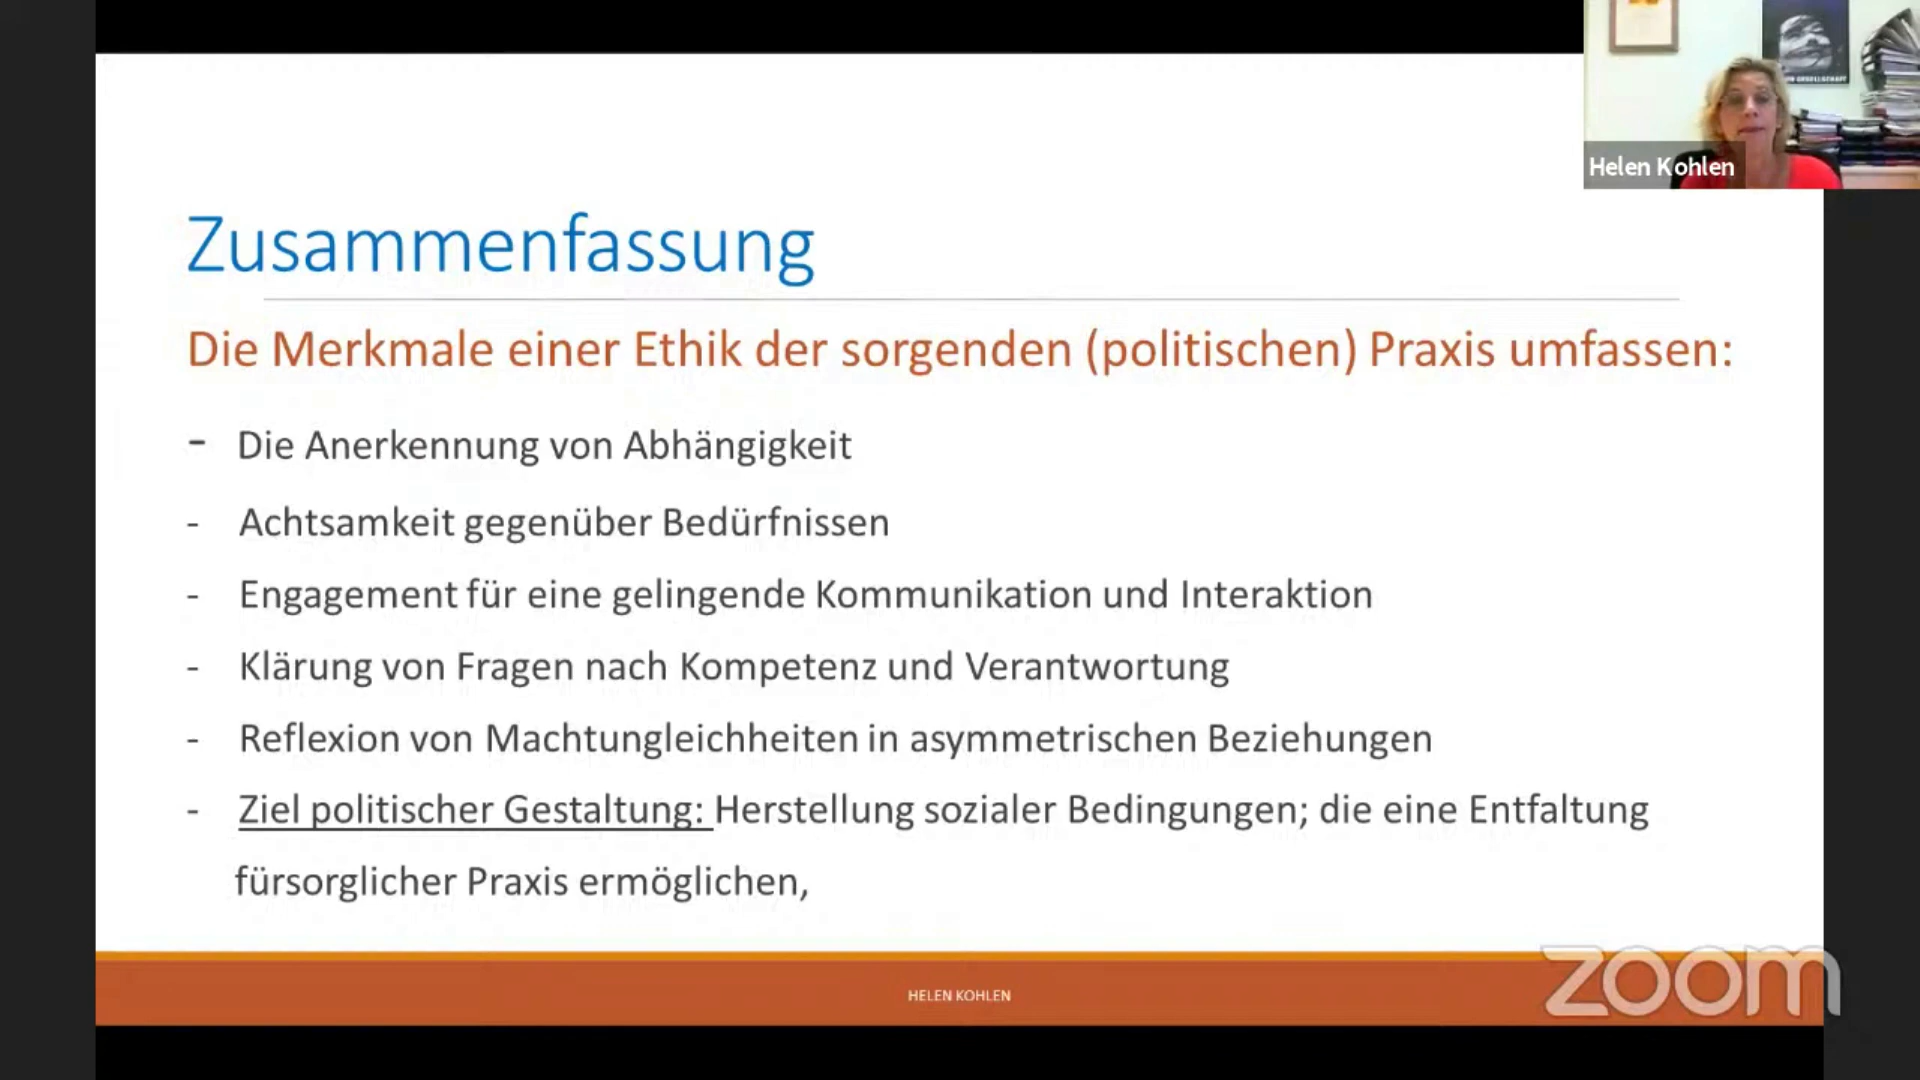 Helen Kohlen
Zusammenfassung
Die Merkmale einer Ethik der sorgenden (politischen) Praxis umfassen:
- Die Anerkennung von Abhängigkeit
- Achtsamkeit gegenüber Bedürfnissen
- Engagement für eine gelingende Kommunikation und Interaktion
- Klärung von Fragen nach Kompetenz und Verantwortung
- Reflexion von Machtungleichheiten in asymmetrischen Beziehungen
- Ziel politischer Gestaltung: Herstellung sozialer Bedingungen; die eine Entfaltung
fürsorglicher Praxis ermöglichen,
HELEN KOHLEN
zoom